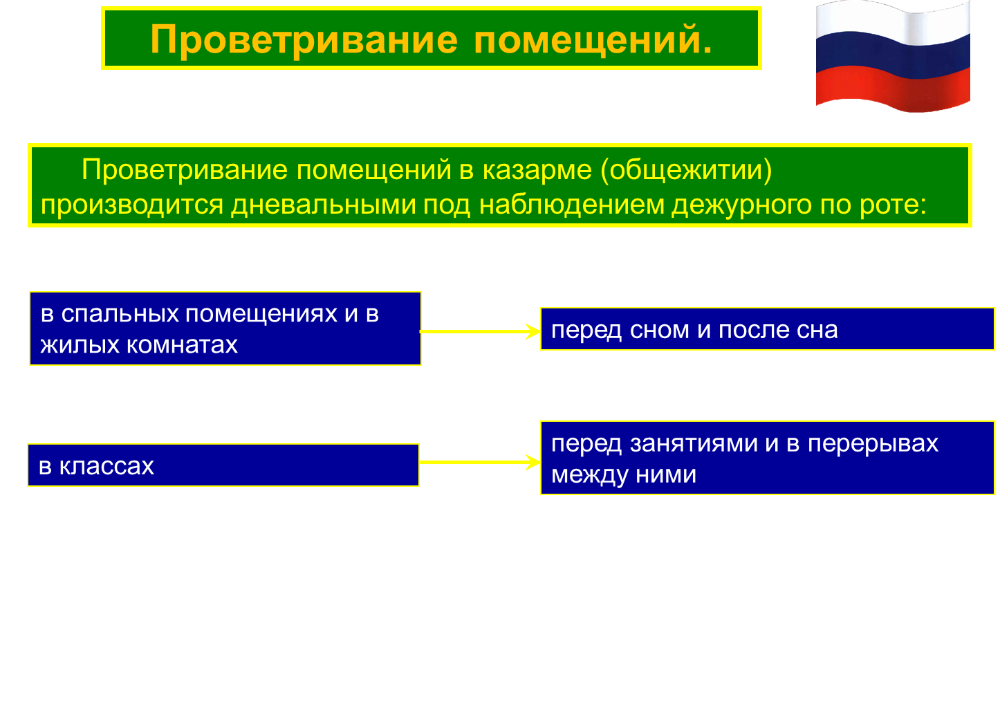 Проветривание помещений.
Проветривание помещений в казарме (общежитии)
производится дневальными под наблюдением дежурного по роте:
в спальных помещениях и в
жилых комнатах
перед сном и после сна
в классах
перед занятиями и в перерывах
между ними